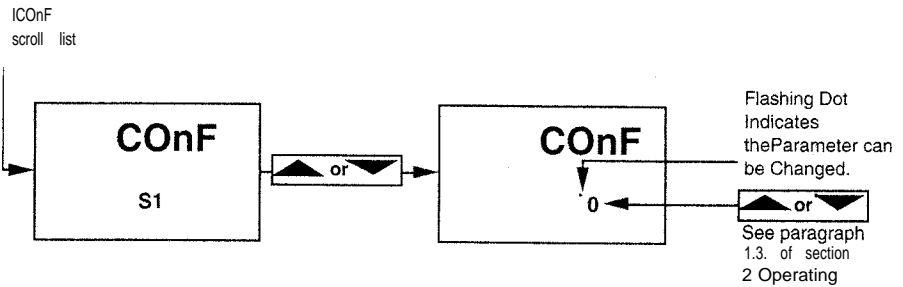 ICOnF
scroll list
COnF
S1
or
COnF
0
Flashing Dot
Indicates
theParameter can
be Changed.
or
See paragraph
1.3. of section
2 Operating